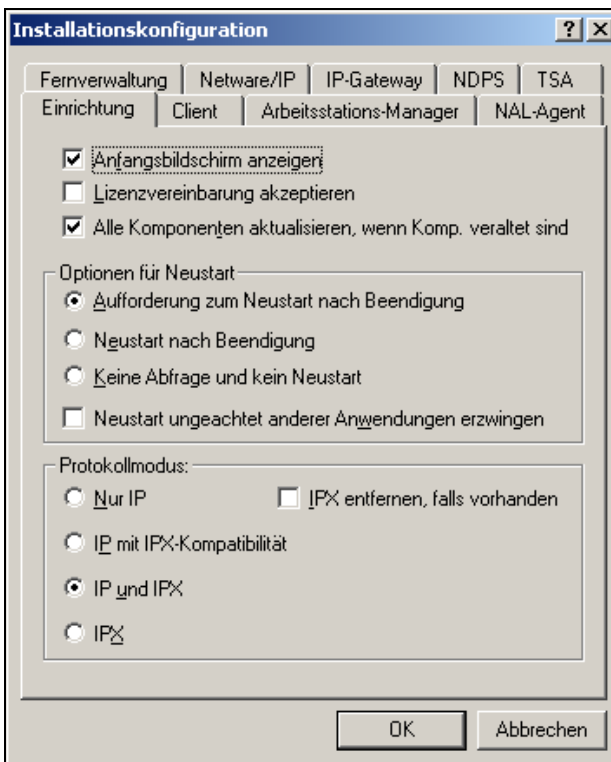 Installationskonfiguration
Fernverwaltung Netware/IP IP-Gateway NDPS TSA
Einrichtung Client Arbeitsstations-Manager NAL-Agent
Anfangsbildschirm anzeigen
Lizenzvereinbarung akzeptieren
Alle Komponenten aktualisieren, wenn Komp. veraltet sind
Optionen für Neustart
Aufforderung zum Neustart nach Beendigung
Neustart nach Beendigung
Keine Abfrage und kein Neustart
Neustart ungeachtet anderer Anwendungen erzwingen
Protokollmodus:
Nur IP IPX entfernen, falls vorhanden
IP mit IPX-Kompatibilität
IP und IPX
IPX
OK Abbrechen